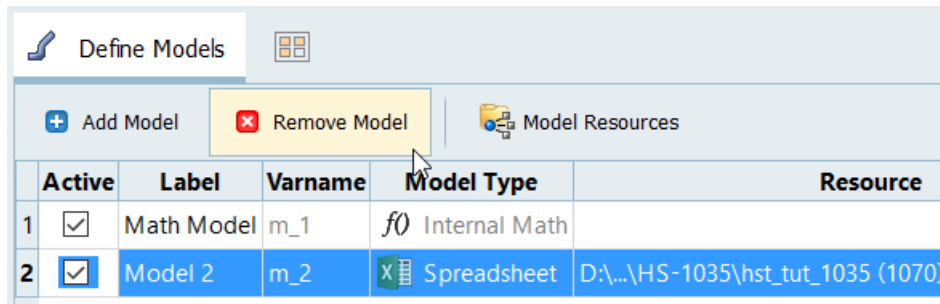 Define Models
Add Model Remove Model Model Resources
Active Label Varname Model Type Resource
1 Math Model m_1 f() Internal Math
2 Model 2 m_2 Spreadsheet D:\...\HS-1035\hst_tut_1035 (1070)